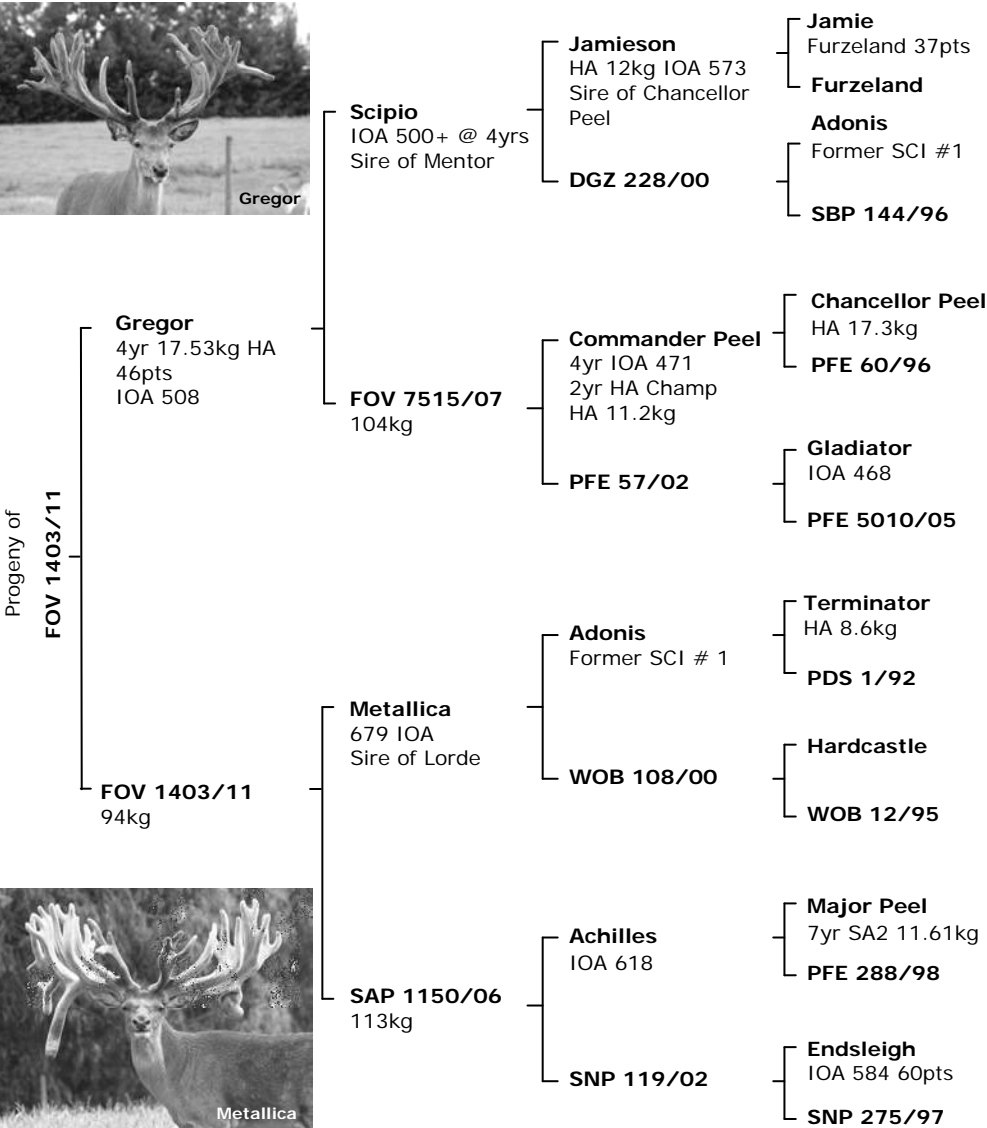 Gregor
Progeny of
FOV 1403/11
Gregor
4yr 17.53kg HA
46pts
IOA 508
FOV 1403/11
94kg
Scipio
IOA 500+ @ 4yrs
Sire of Mentor
FOV 7515/07
104kg
Metallica
679 IOA
Sire of Lorde
SAP 1150/06
113kg
Jamieson
HA 12kg IOA 573
Sire of Chancellor
Peel
DGZ 228/00
Commander Peel
4yr IOA 471
2yr HA Champ
HA 11.2kg
PFE 57/02
Adonis
Former SCI # 1
WOB 108/00
Achilles
IOA 618
SNP 119/02
Jamie
Furzeland 37pts
Furzeland
Adonis
Former SCI #1
SBP 144/96
Chancellor Peel
HA 17.3kg
PFE 60/96
Gladiator
IOA 468
PFE 5010/05
Terminator
HA 8.6kg
PDS 1/92
Hardcastle
WOB 12/95
Major Peel
7yr SA2 11.61kg
PFE 288/98
Endsleigh
IOA 584 60pts
SNP 275/97
Metallica